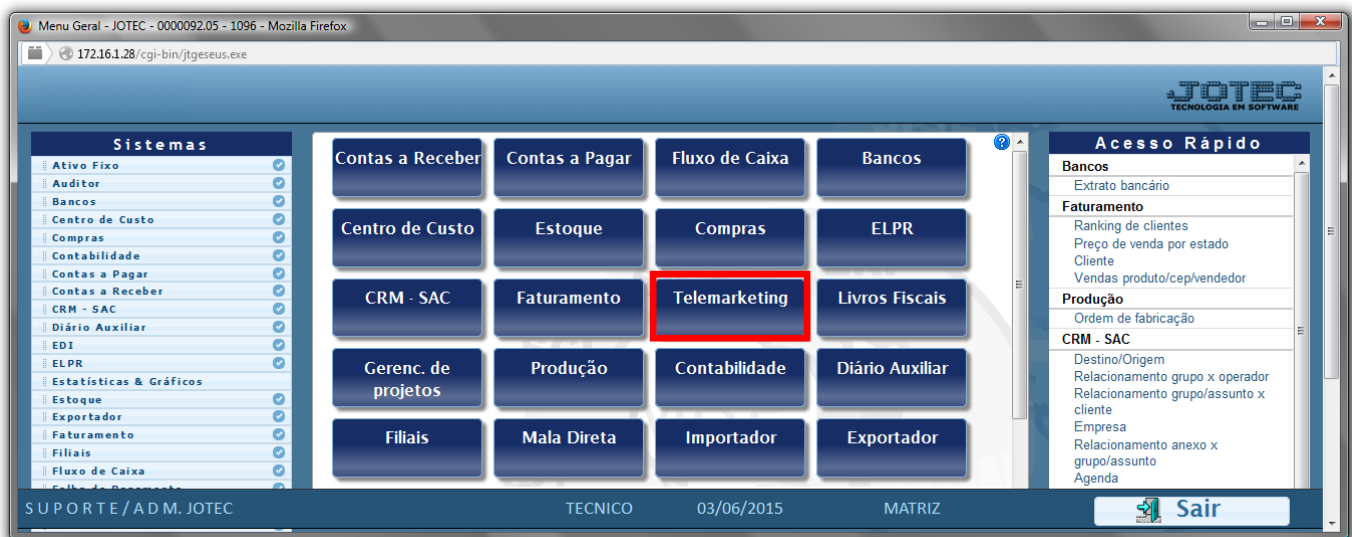 Menu Geral - JOTEC - 0000092.05 - 1096 - Mozilla Firefox
172.16.1.28/cgi-bin/jtgeseus.exe
JOTEC
TECNOLOGIA EM SOFTWARE
Sistemas
Ativo Fixo
Auditor
Bancos
Centro de Custo
Compras
Contabilidade
Contas a Pagar
Contas a Receber
CRM - SAC
Diário Auxiliar
EDI
ELPR
Estatísticas & Gráficos
Estoque
Exportador
Faturamento
Filiais
Fluxo de Caixa
Contas a Receber
Contas a Pagar
Fluxo de Caixa
Bancos
Centro de Custo
Estoque
Compras
ELPR
CRM - SAC
Faturamento
Telemarketing
Livros Fiscais
Gerenc. de
projetos
Produção
Contabilidade
Diário Auxiliar
Filiais
Mala Direta
Importador
Exportador
Acesso Rápido
Bancos
Extrato bancário
Faturamento
Ranking de clientes
Preço de venda por estado
Cliente
Vendas produto/cep/vendedor
Produção
Ordem de fabricação
CRM - SAC
Destino/Origem
Relacionamento grupo x operador
Relacionamento grupo/assunto x
cliente
Empresa
Relacionamento anexo x
grupo/assunto
Agenda
SUPORTE/ADM. JOTEC
TECNICO
03/06/2015
MATRIZ
Sair